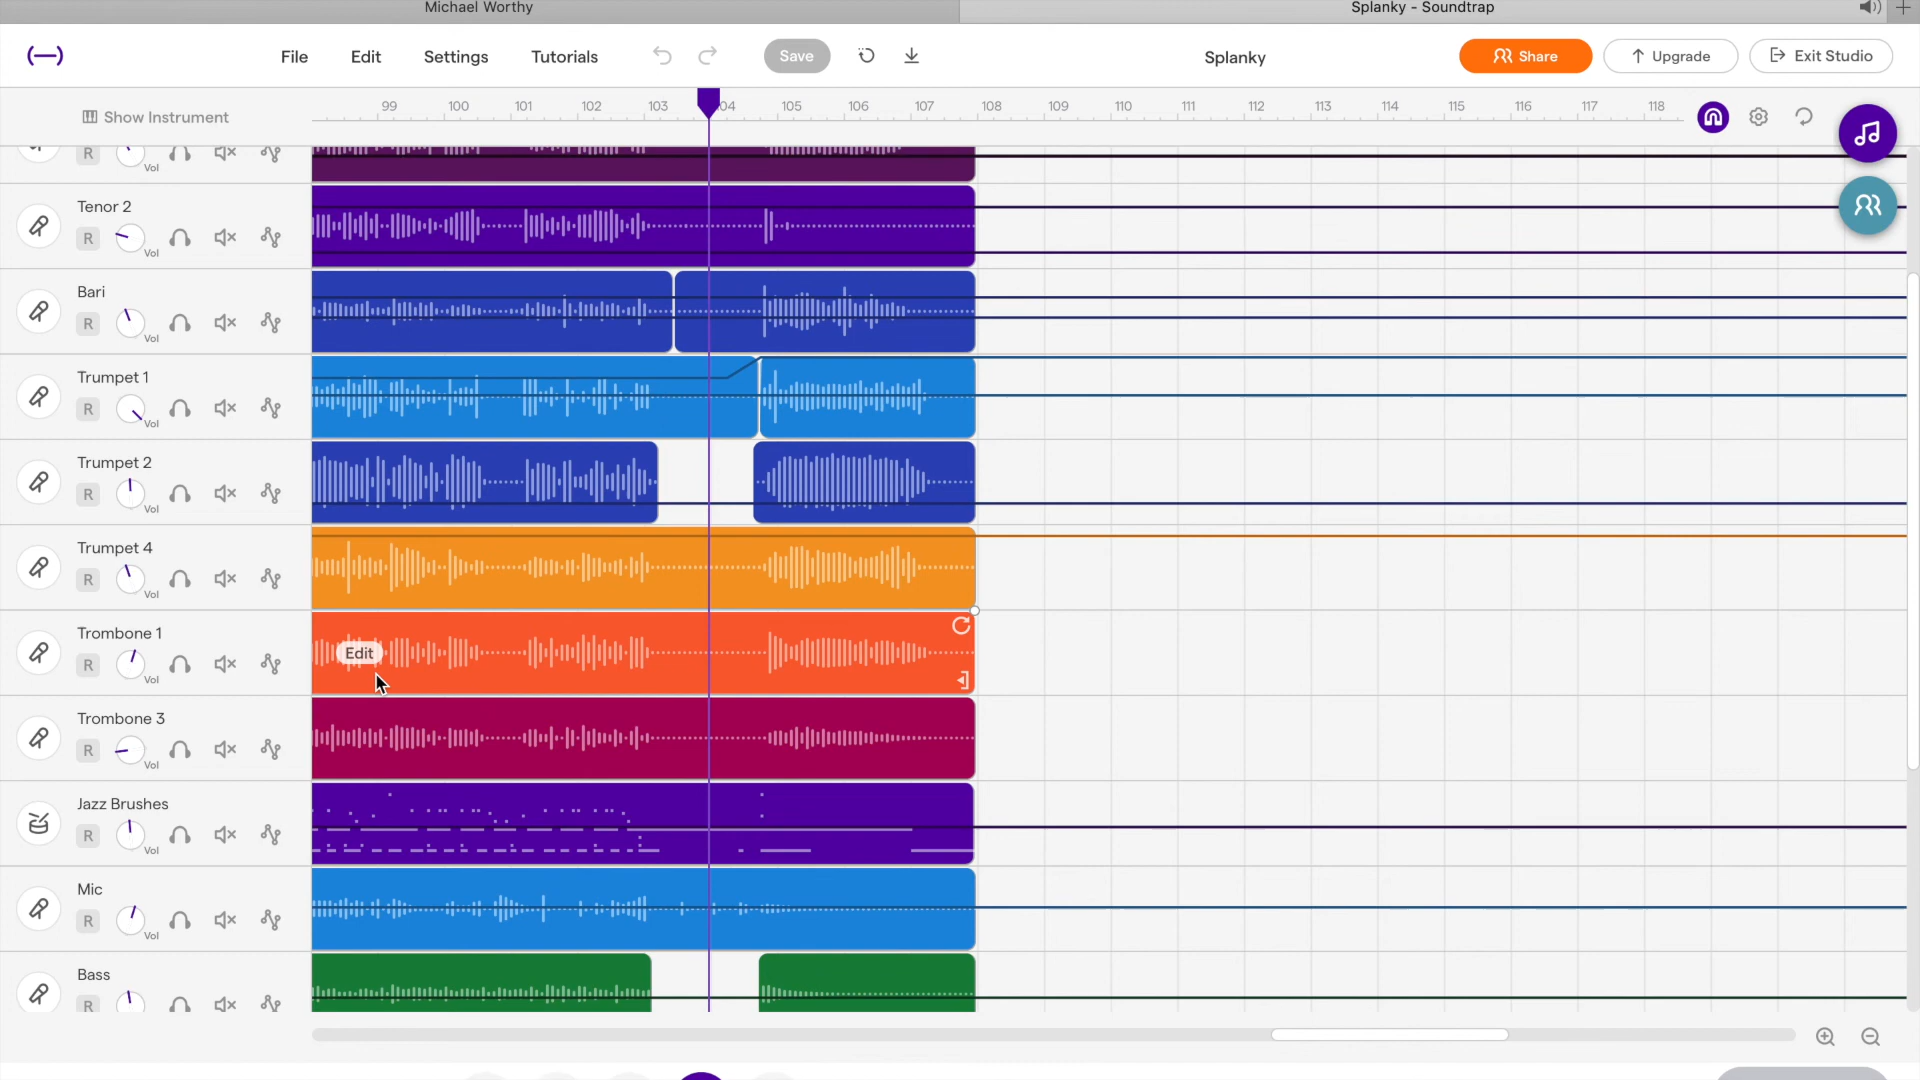 Michael Worthy
Splanky - Soundtrap
File Edit Settings Tutorials Save Splanky Share Upgrade Exit Studio
Show Instrument 99 100 101 102 103 104 105 106 107 108 109 110 111 112 113 114 115 116 117 118
R Vol
Tenor 2
R Vol
Bari
R Vol
Trumpet 1
R Vol
Trumpet 2
R Vol
Trumpet 4
R Vol
Trombone 1
R Vol Edit
Trombone 3
R Vol
Jazz Brushes
R Vol
Mic
R Vol
Bass
R